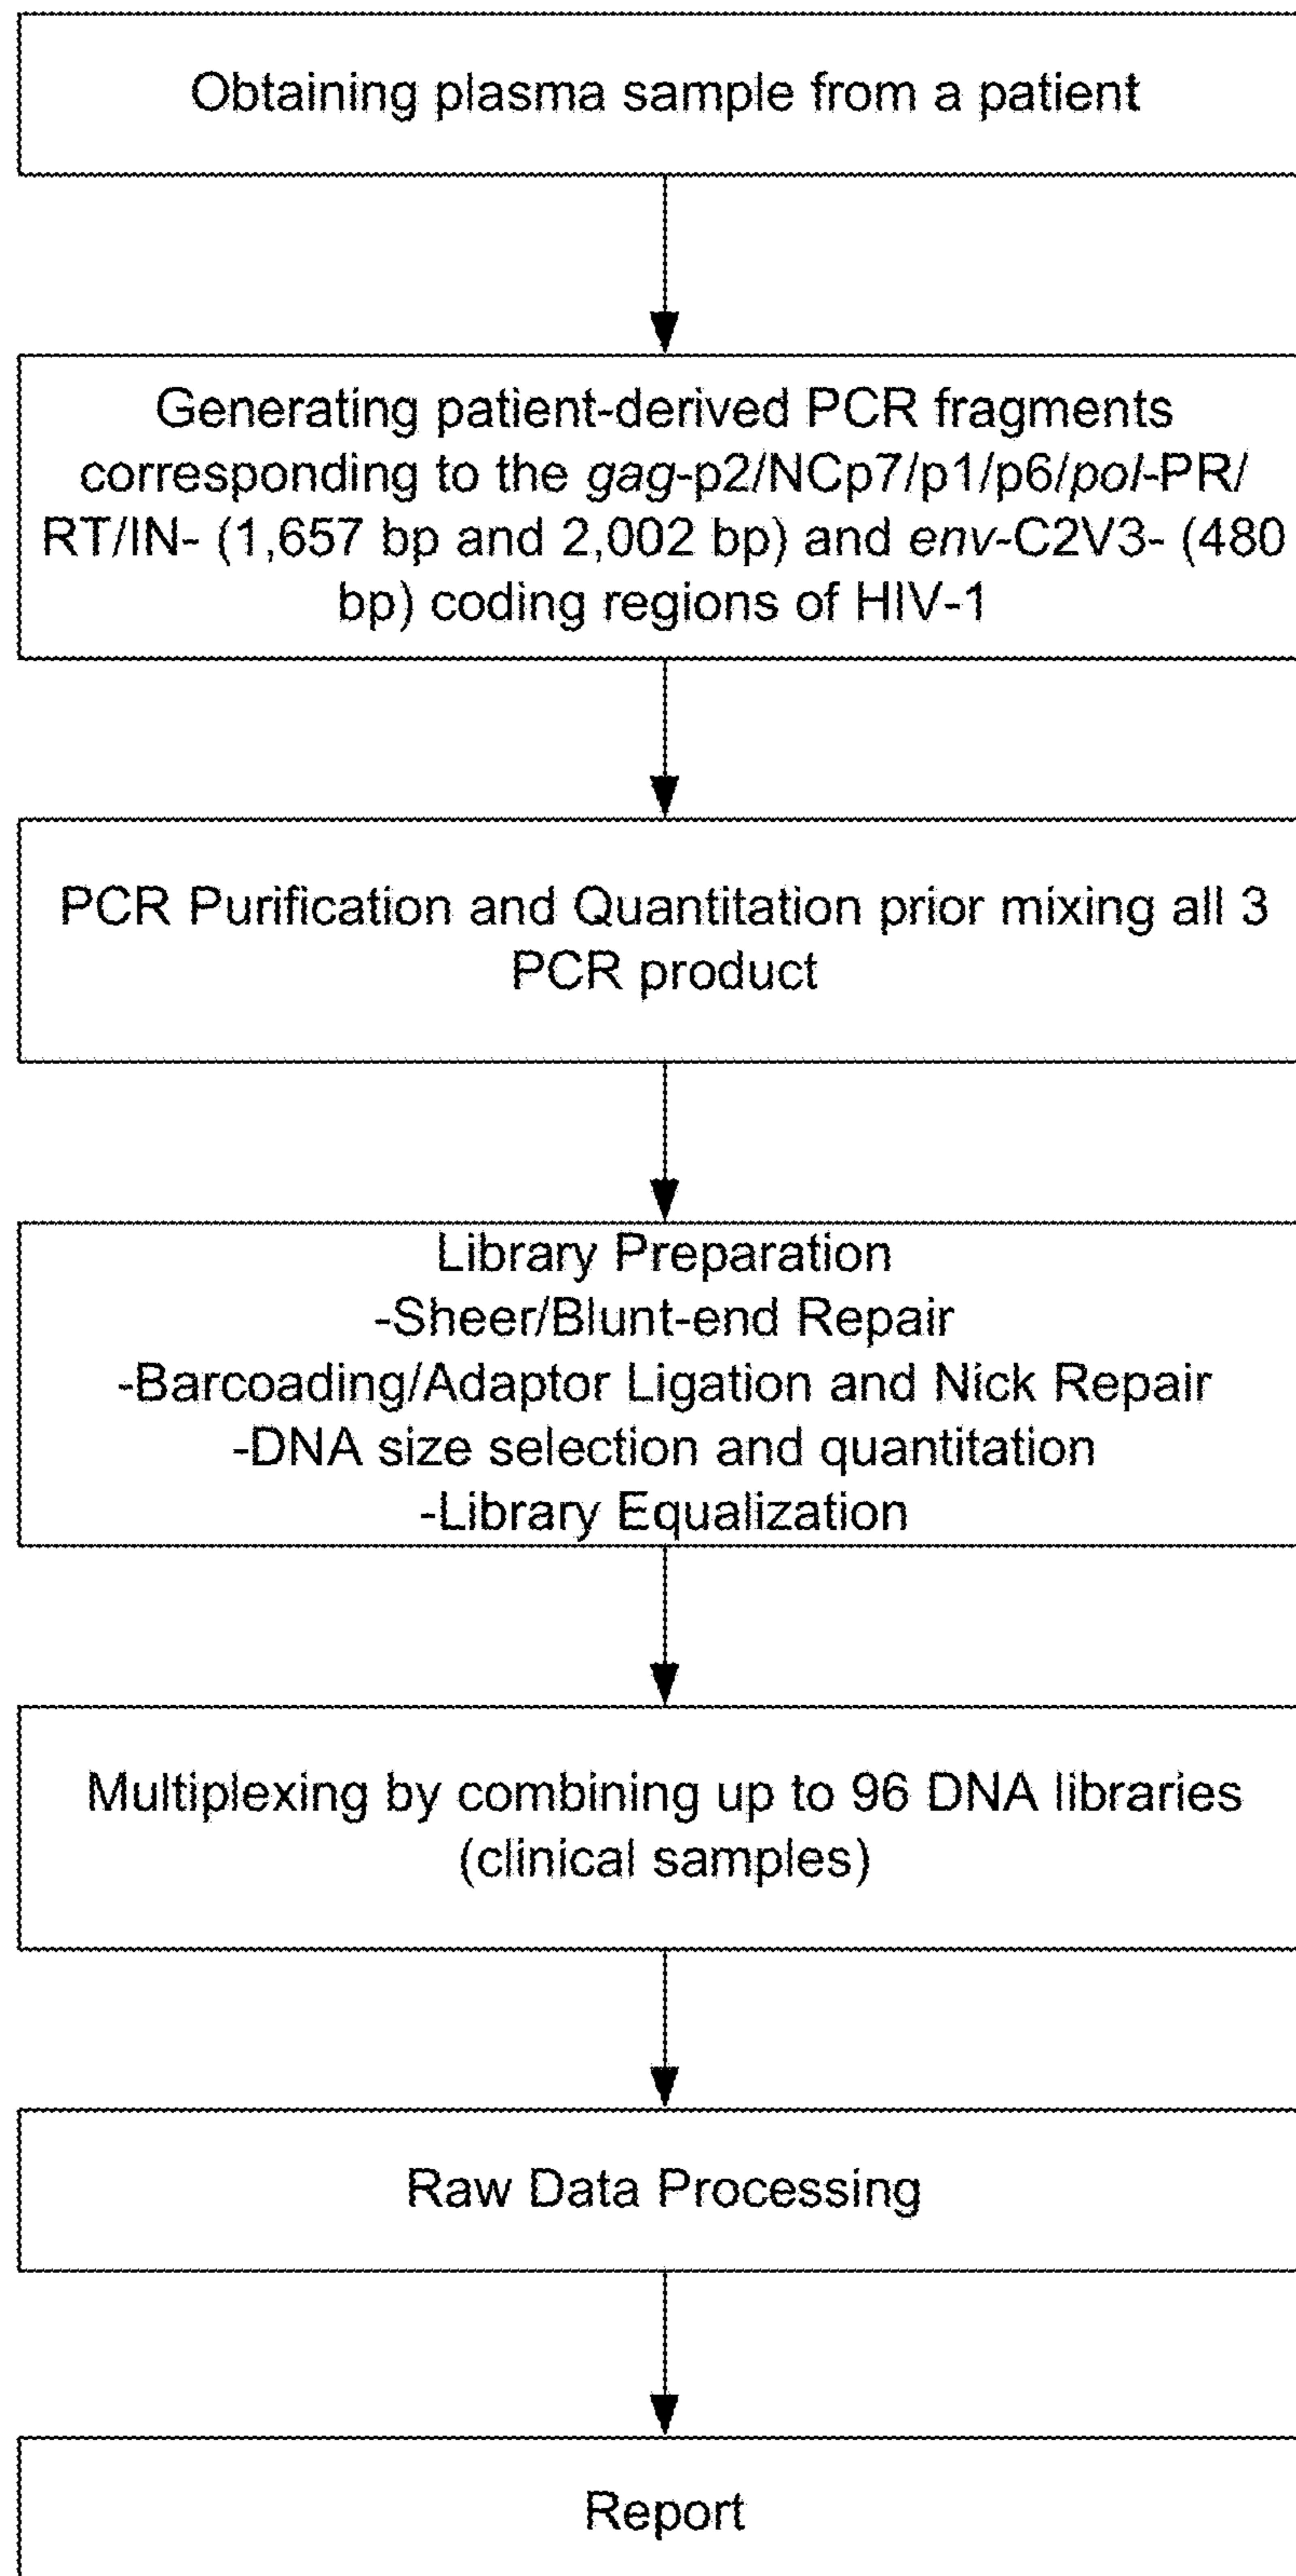 Obtaining plasma sample from a patient
Generating patient-derived PCR fragments
corresponding to the gag-p2/NCp7/p1/p6/pol-PR/
RT/IN- (1,657 bp and 2,002 bp) and env-C2V3- (480
bp) coding regions of HIV-1
PCR Purification and Quantitation prior mixing all 3
PCR product
Library Preparation
-Sheer/Blunt-end Repair
-Barcoading/Adaptor Ligation and Nick Repair
-DNA size selection and quantitation
-Library Equalization
Multiplexing by combining up to 96 DNA libraries
(clinical samples)
Raw Data Processing
Report